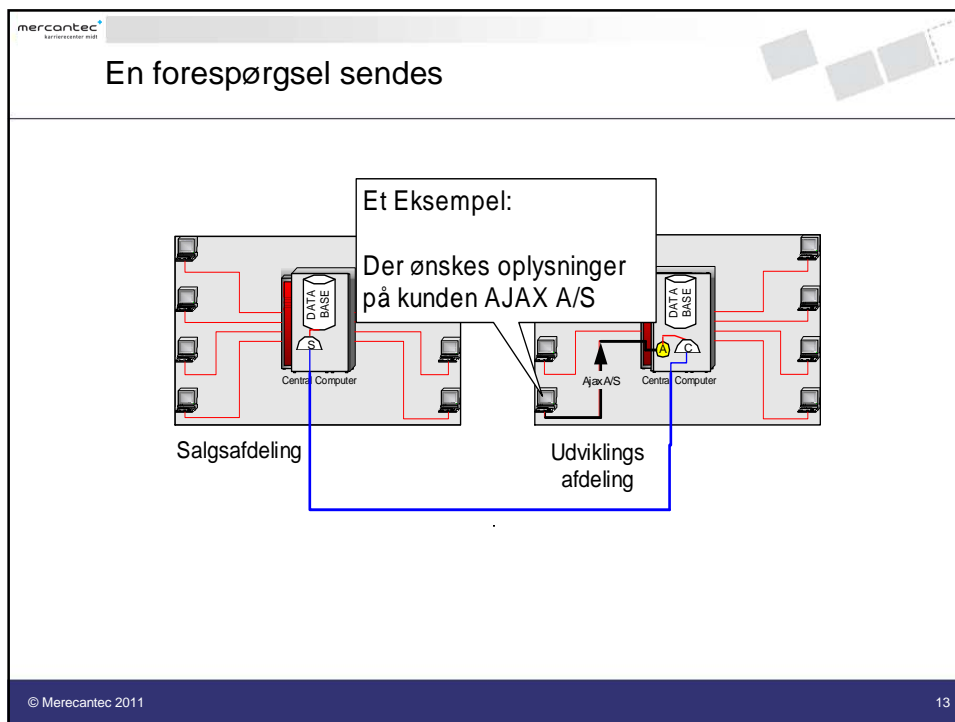 mercantec
karrierecenter midt
En forespørgsel sendes
Et Eksempel:
Der ønskes oplysninger
på kunden AJAX A/S
DATA
BASE
S
Central Computer
Salgsafdeling
DATA
BASE
A
C
Ajax A/S
Central Computer
Udviklings
afdeling
.
© Merecantec 2011
13